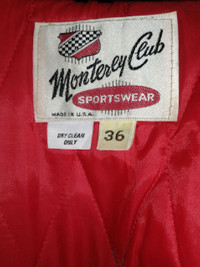 Monterey Club
SPORTSWEAR
MADE IN U.S.A.
DRY CLEAN
ONLY
36